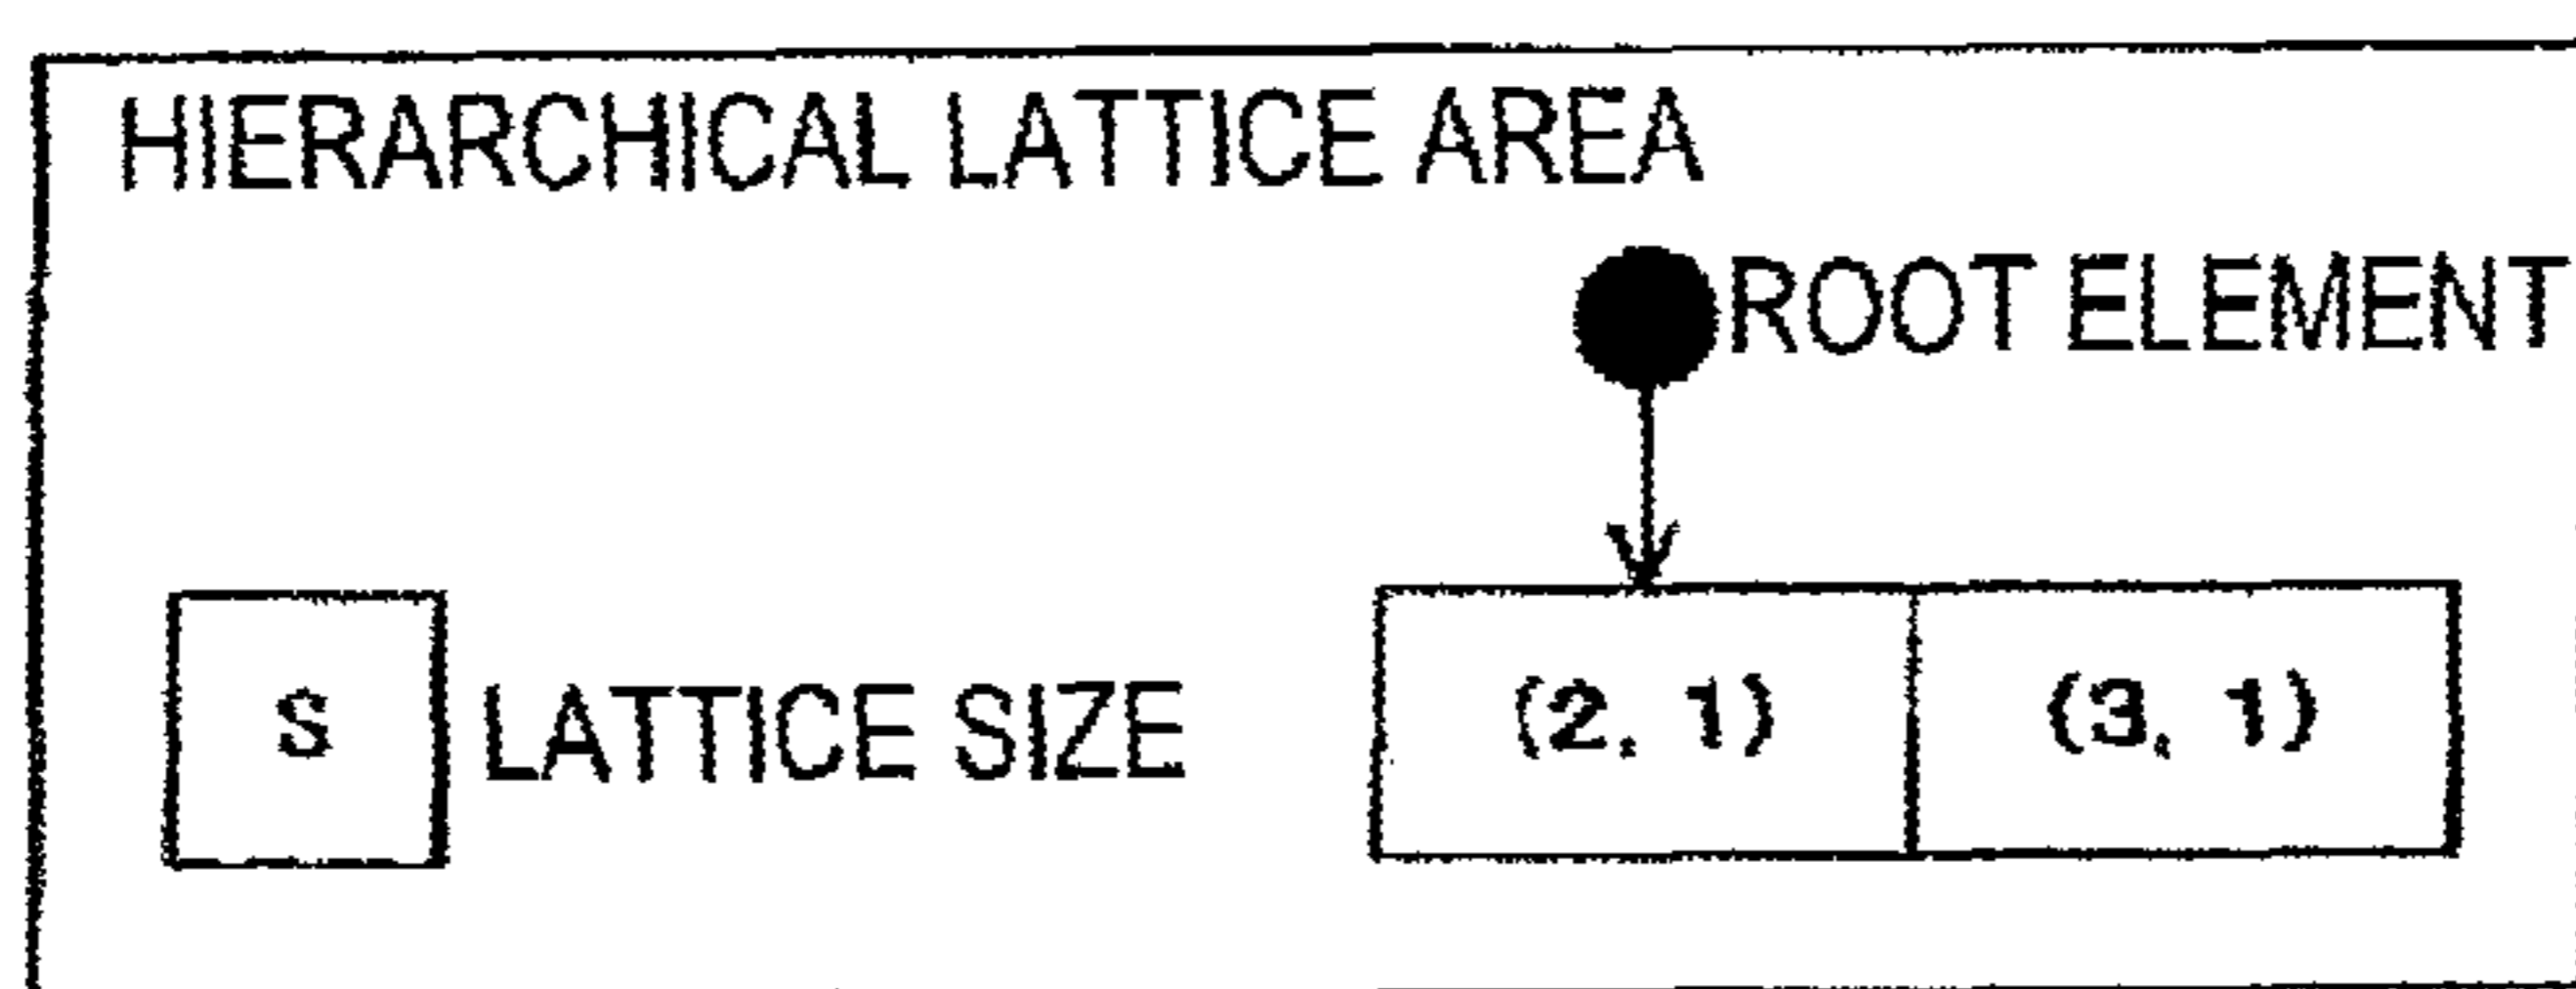 HIERARCHICAL LATTICE AREA
ROOT ELEMENT
S LATTICE SIZE (2, 1) (3, 1)